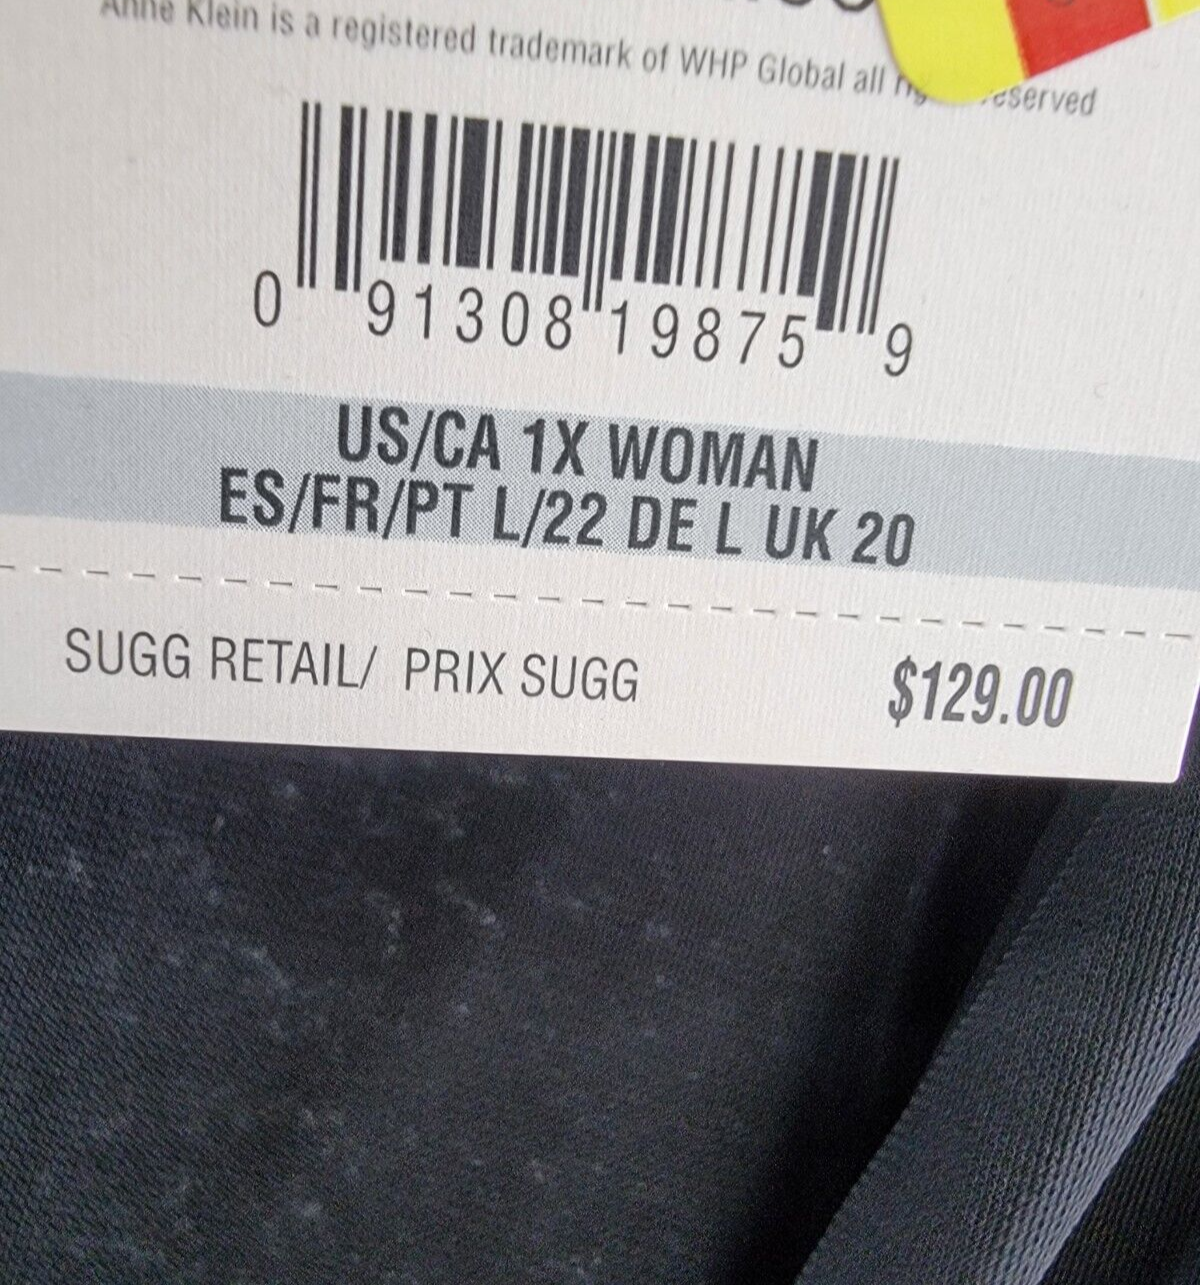 Anne Klein is a registered trademark of WHP Global all reserved
0 91308 19875 9
US/CA 1X WOMAN
ES/FR/PT L/22 DE L UK 20
SUGG RETAIL/ PRIX SUGG $129.00